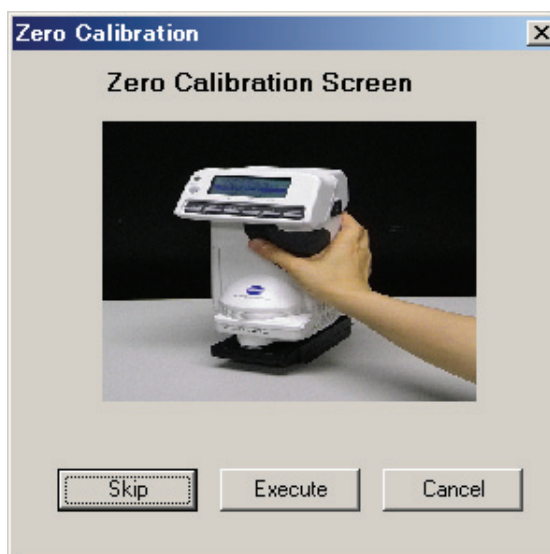 Zero Calibration
Zero Calibration Screen
Skip
Execute
Cancel